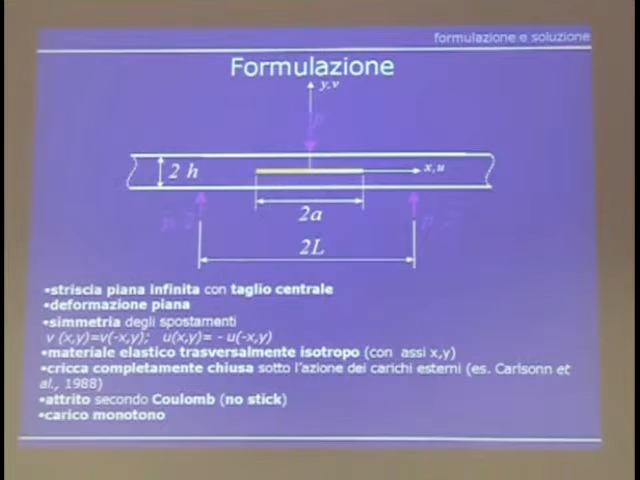 formulazione e soluzione
Formulazione
y,v
p
2 h
x,u
2a
2L
•striscia piana infinita con taglio centrale
•deformazione piana
•simmetria degli spostamenti
v (x,y)=v(-x,y); u(x,y)= - u(-x,y)
•materiale elastico trasversalmente isotropo (con assi x,y)
•cricca completamente chiusa sotto l'azione dei carichi esterni (es. Carlsonn et
al., 1988)
•attrito secondo Coulomb (no stick)
•carico monotono